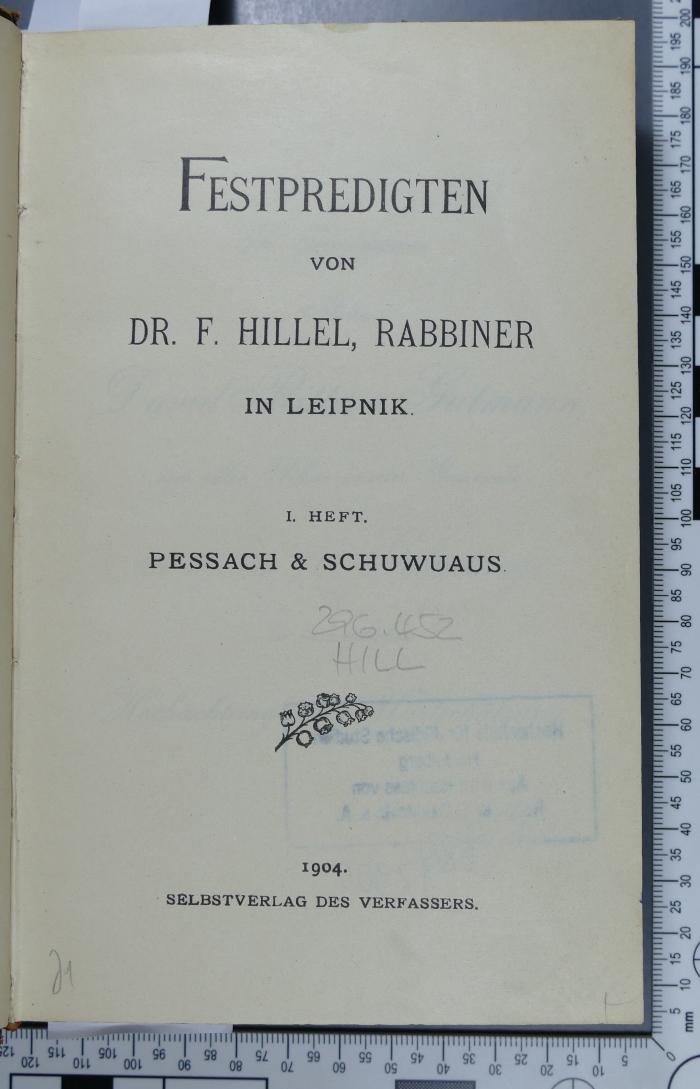 FESTPREDIGTEN
VON
DR. F. HILLEL, RABBINER
IN LEIPNIK.
I. HEFT.
PESSACH & SCHUWUAUS.
296.452
HILL
1904.
SELBSTVERLAG DES VERFASSERS.